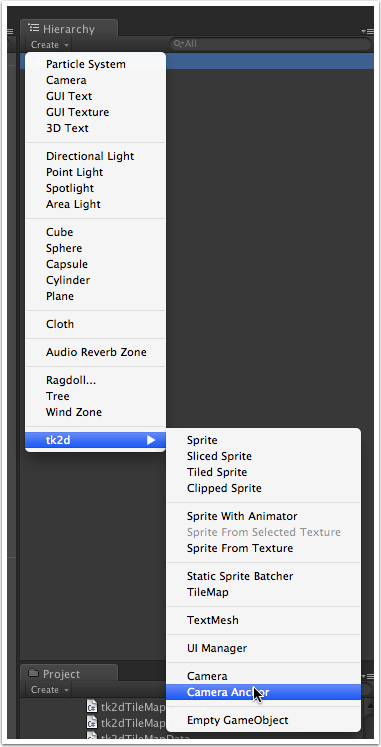 Hierarchy
Create
All
Particle System
Camera
GUI Text
GUI Texture
3D Text
Directional Light
Point Light
Spotlight
Area Light
Cube
Sphere
Capsule
Cylinder
Plane
Cloth
Audio Reverb Zone
Ragdoll...
Tree
Wind Zone
tk2d
Sprite
Sliced Sprite
Tiled Sprite
Clipped Sprite
Sprite With Animator
Sprite From Selected Texture
Sprite From Texture
Static Sprite Batcher
TileMap
TextMesh
UI Manager
Camera
Camera Anchor
Empty GameObject
Project
Create
tk2dTileMap
tk2dTileMap
tk2dTileMapData